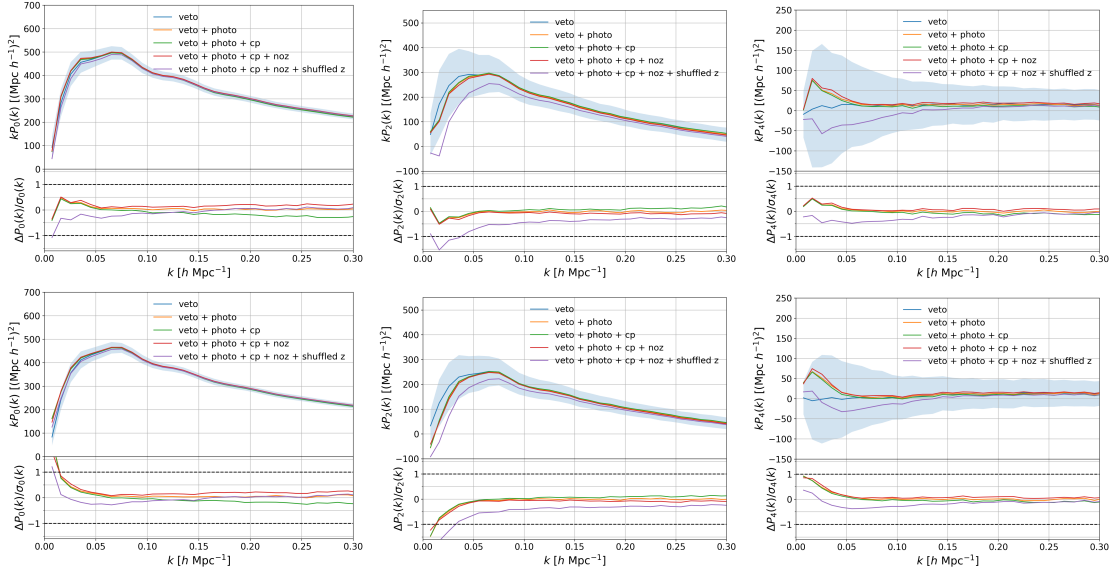 700
600
500
400
300
200
100
0
kP₀(k) [(Mpc h⁻¹)²]
veto
veto + photo
veto + photo + cp
veto + photo + cp + noz
veto + photo + cp + noz + shuffled z
1
0
−1
ΔP₀(k)/σ₀(k)
0.00 0.05 0.10 0.15 0.20 0.25 0.30
k [h Mpc⁻¹]
500
400
300
200
100
0
−100
kP₂(k) [(Mpc h⁻¹)²]
veto
veto + photo
veto + photo + cp
veto + photo + cp + noz
veto + photo + cp + noz + shuffled z
1
0
−1
ΔP₂(k)/σ₂(k)
0.00 0.05 0.10 0.15 0.20 0.25 0.30
k [h Mpc⁻¹]
250
200
150
100
50
0
−50
−100
−150
kP₄(k) [(Mpc h⁻¹)²]
veto
veto + photo
veto + photo + cp
veto + photo + cp + noz
veto + photo + cp + noz + shuffled z
1
0
−1
ΔP₄(k)/σ₄(k)
0.00 0.05 0.10 0.15 0.20 0.25 0.30
k [h Mpc⁻¹]
700
600
500
400
300
200
100
0
kP₀(k) [(Mpc h⁻¹)²]
veto
veto + photo
veto + photo + cp
veto + photo + cp + noz
veto + photo + cp + noz + shuffled z
1
0
−1
ΔP₀(k)/σ₀(k)
0.00 0.05 0.10 0.15 0.20 0.25 0.30
k [h Mpc⁻¹]
500
400
300
200
100
0
−100
kP₂(k) [(Mpc h⁻¹)²]
veto
veto + photo
veto + photo + cp
veto + photo + cp + noz
veto + photo + cp + noz + shuffled z
1
0
−1
ΔP₂(k)/σ₂(k)
0.00 0.05 0.10 0.15 0.20 0.25 0.30
k [h Mpc⁻¹]
250
200
150
100
50
0
−50
−100
−150
kP₄(k) [(Mpc h⁻¹)²]
veto
veto + photo
veto + photo + cp
veto + photo + cp + noz
veto + photo + cp + noz + shuffled z
1
0
−1
ΔP₄(k)/σ₄(k)
0.00 0.05 0.10 0.15 0.20 0.25 0.30
k [h Mpc⁻¹]